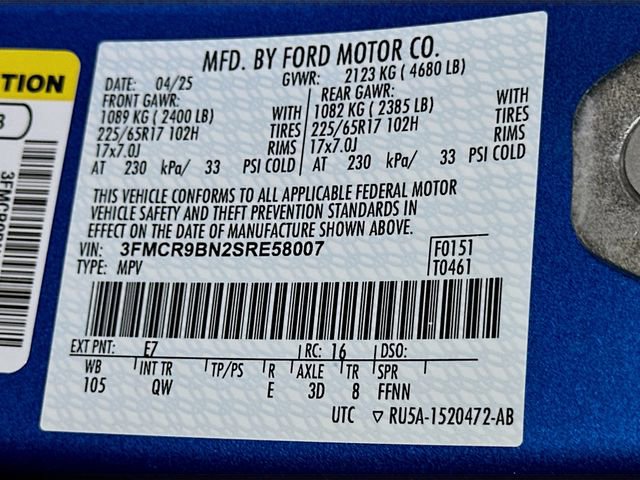 TION
3
3FMCR9
MFD. BY FORD MOTOR CO.
DATE: 04/25 GVWR: 2123 KG ( 4680 LB)
FRONT GAWR: REAR GAWR:
1089 KG ( 2400 LB) WITH 1082 KG ( 2385 LB) WITH
225/65R17 102H TIRES 225/65R17 102H TIRES
17x7.0J RIMS 17x7.0J RIMS
AT 230 kPa/ 33 PSI COLD AT 230 kPa/ 33 PSI COLD
THIS VEHICLE CONFORMS TO ALL APPLICABLE FEDERAL MOTOR
VEHICLE SAFETY AND THEFT PREVENTION STANDARDS IN
EFFECT ON THE DATE OF MANUFACTURE SHOWN ABOVE.
VIN: 3FMCR9BN2SRE58007 F0151
TYPE: MPV T0461
EXT PNT: E7 RC: 16 DSO:
WB INT TR TP/PS R AXLE TR SPR
105 QW E 3D 8 FFNN
UTC ▽ RU5A-1520472-AB